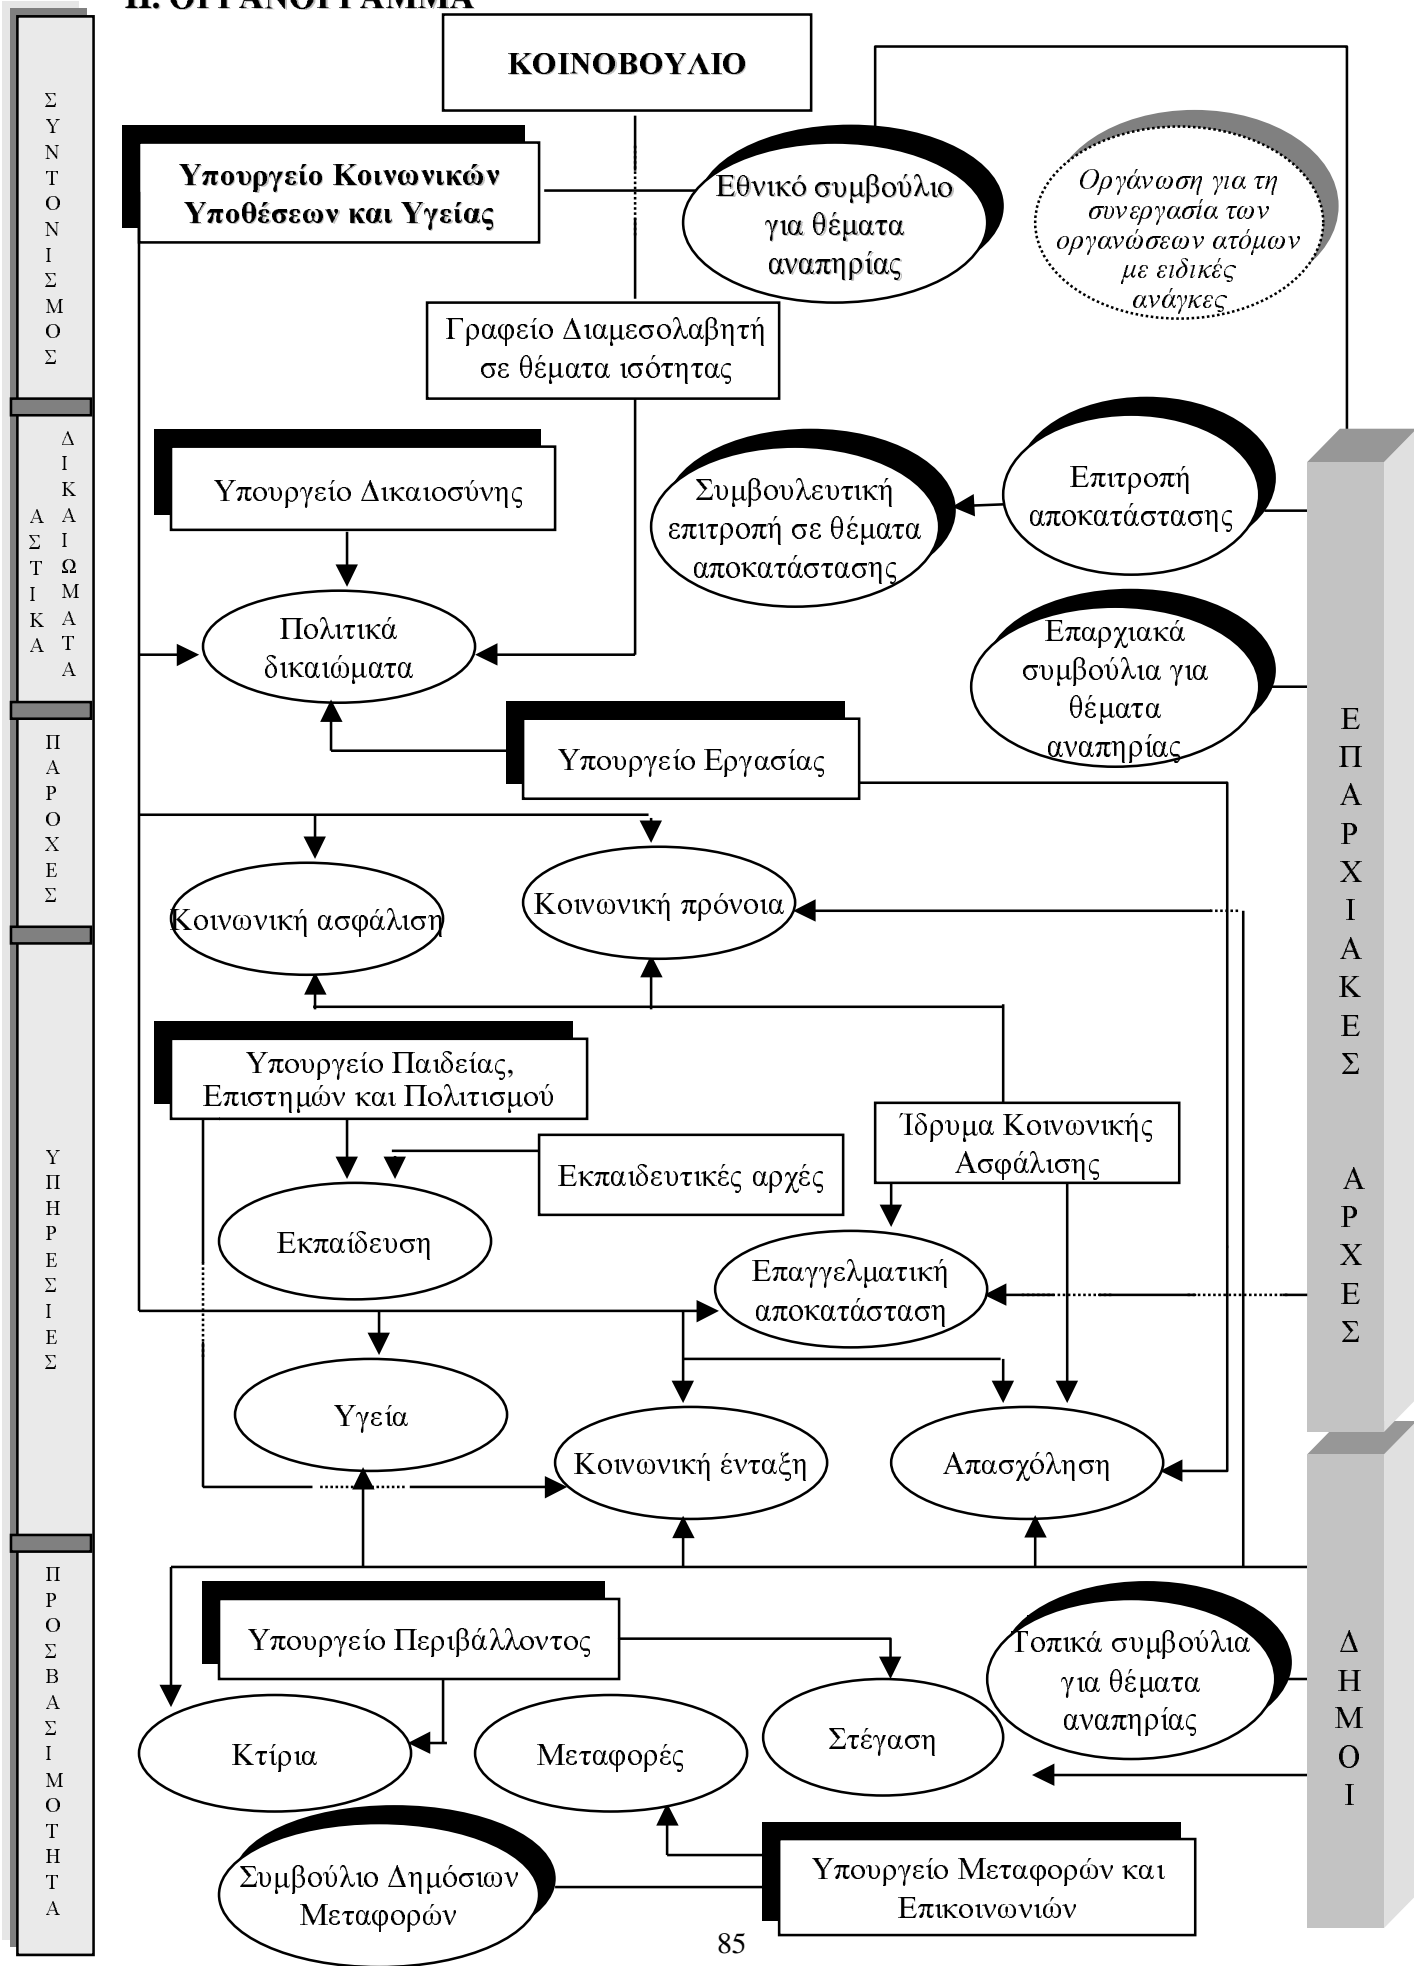 ΙΙ. ΟΡΓΑΝΟΓΡΑΜΜΑ
ΚΟΙΝΟΒΟΥΛΙΟ
Υπουργείο Κοινωνικών
Υποθέσεων και Υγείας
Εθνικό συμβούλιο
για θέματα
αναπηρίας
Οργάνωση για τη
συνεργασία των
οργανώσεων ατόμων
με ειδικές
ανάγκες
Γραφείο Διαμεσολαβητή
σε θέματα ισότητας
ΣΥΝΤΟΝΙΣΜΟΣ
Υπουργείο Δικαιοσύνης
Συμβουλευτική
επιτροπή σε θέματα
αποκατάστασης
Επιτροπή
αποκατάστασης
ΑΣΤΙΚΑ
ΔΙΚΑΙΩΜΑΤΑ
Πολιτικά
δικαιώματα
Επαρχιακά
συμβούλια για
θέματα
αναπηρίας
Υπουργείο Εργασίας
ΠΑΡΟΧΕΣ
Κοινωνική ασφάλιση
Κοινωνική πρόνοια
ΕΠΑΡΧΙΑΚΕΣ
ΑΡΧΕΣ
Υπουργείο Παιδείας,
Επιστημών και Πολιτισμού
Ίδρυμα Κοινωνικής
Ασφάλισης
Εκπαιδευτικές αρχές
ΥΠΗΡΕΣΙΕΣ
Εκπαίδευση
Επαγγελματική
αποκατάσταση
Υγεία
Κοινωνική ένταξη
Απασχόληση
Υπουργείο Περιβάλλοντος
Τοπικά συμβούλια
για θέματα
αναπηρίας
ΔΗΜΟΙ
ΠΡΟΣΒΑΣΙΜΟΤΗΤΑ
Κτίρια
Μεταφορές
Στέγαση
Συμβούλιο Δημόσιων
Μεταφορών
Υπουργείο Μεταφορών και
Επικοινωνιών
85